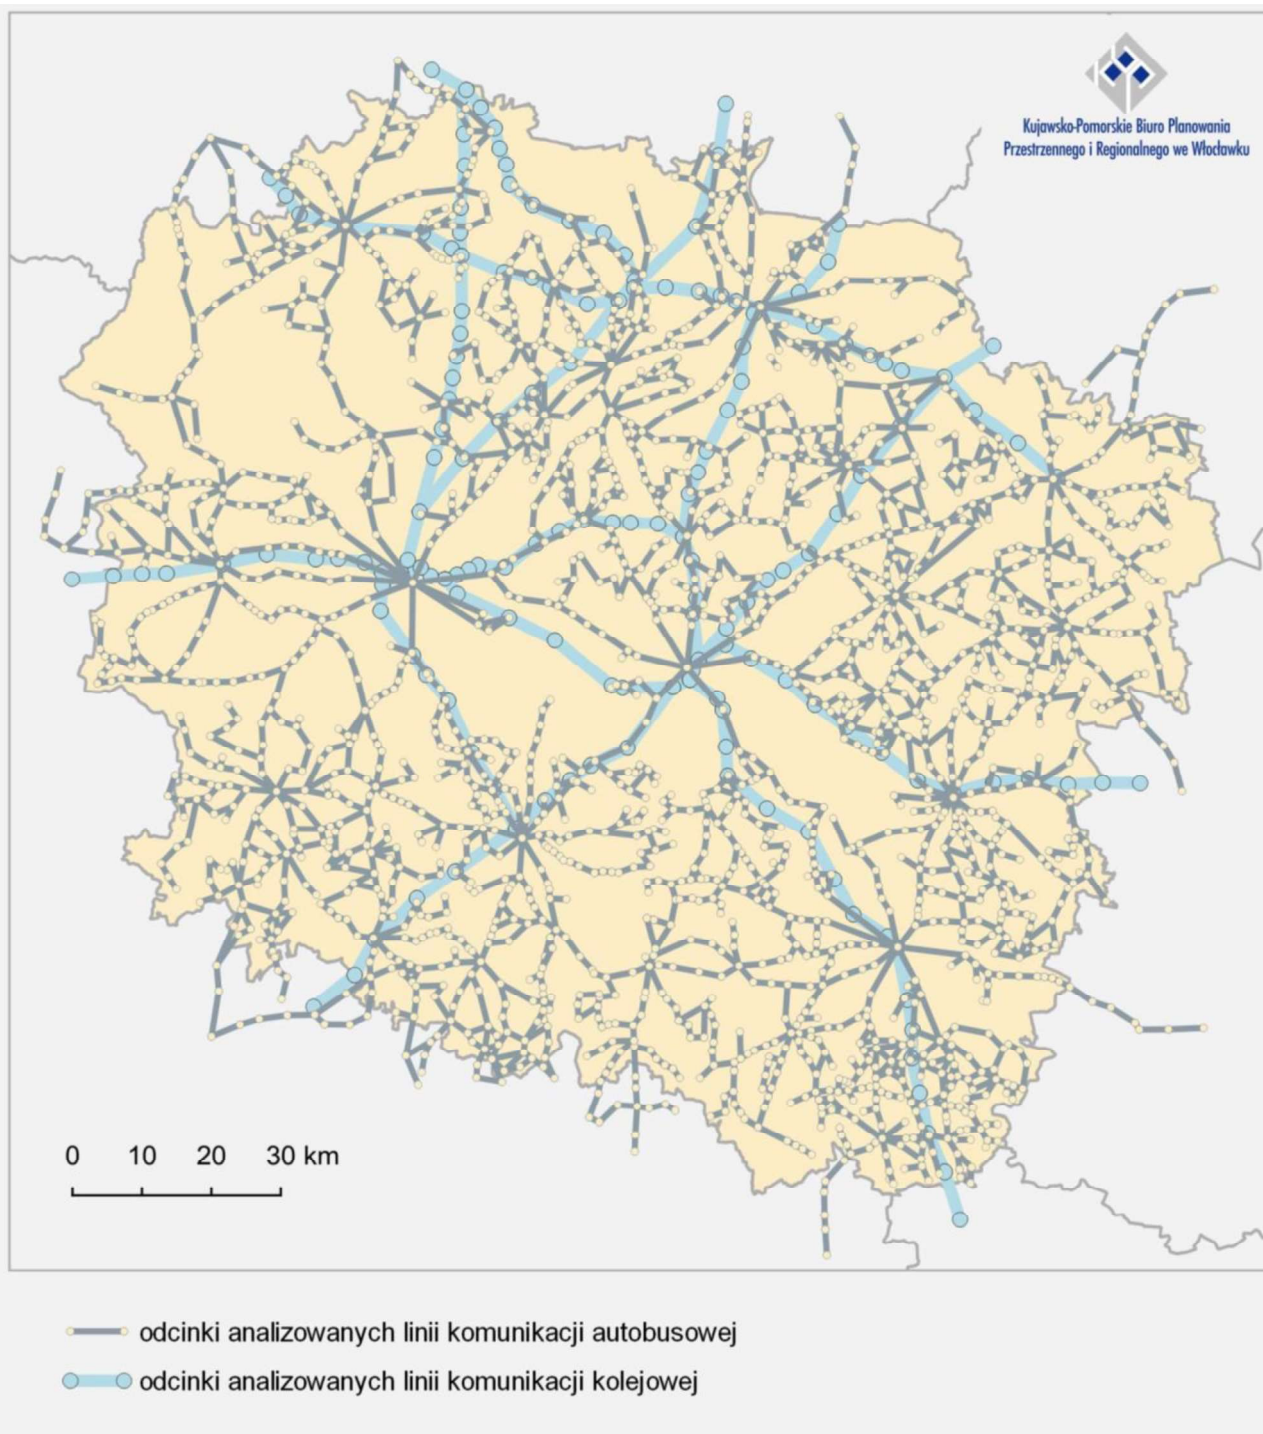 Kujawsko-Pomorskie Biuro Planowania
Przestrzennego i Regionalnego we Włocławku
0 10 20 30 km
odcinki analizowanych linii komunikacji autobusowej
odcinki analizowanych linii komunikacji kolejowej